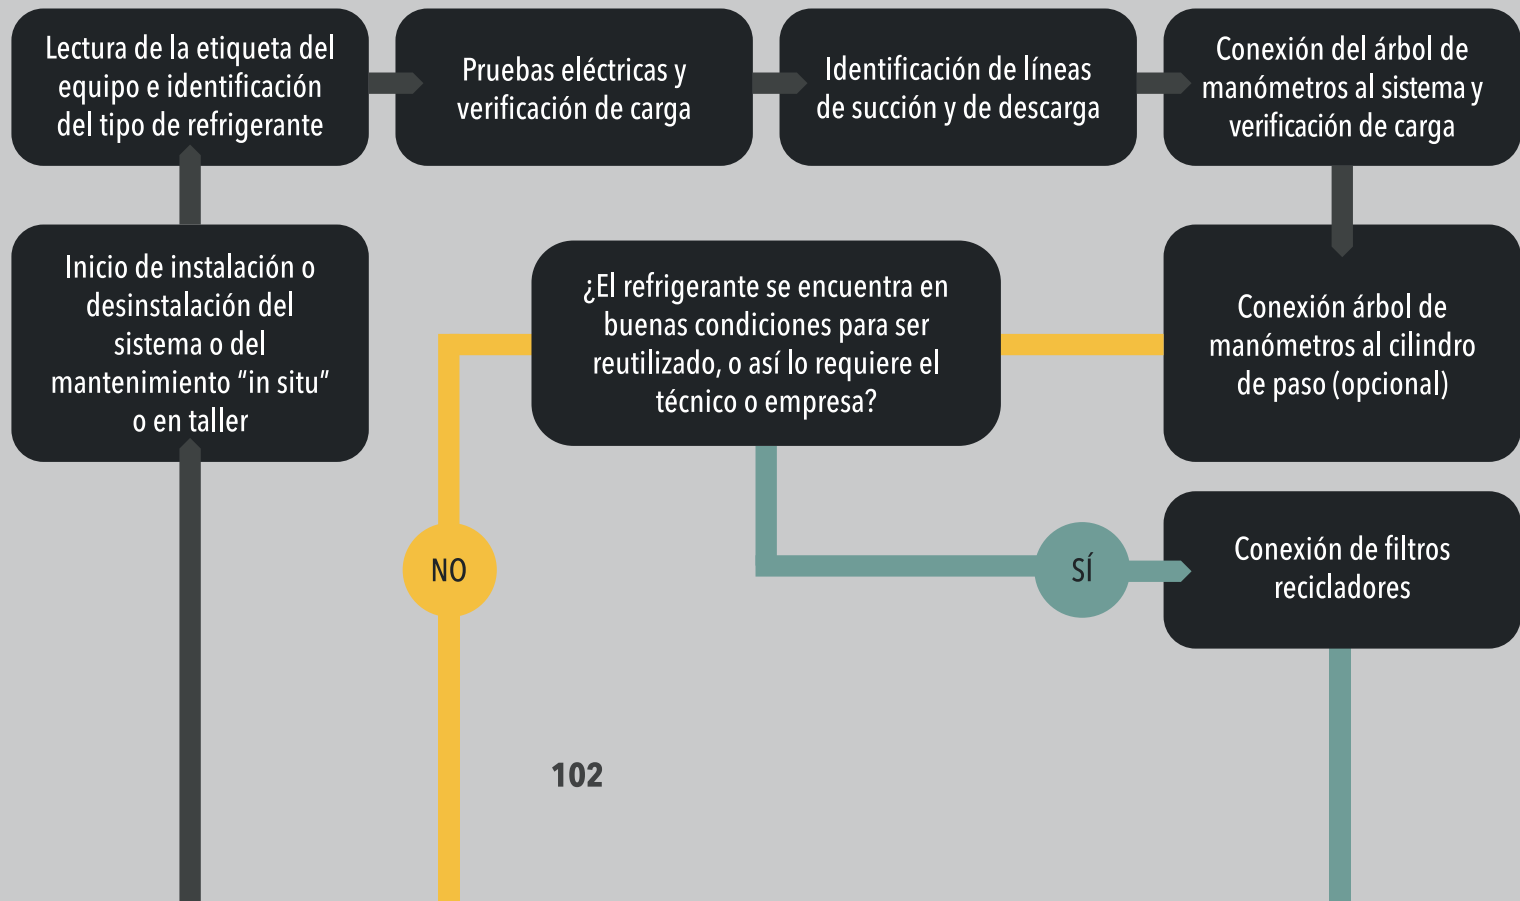 Lectura de la etiqueta del
equipo e identificación
del tipo de refrigerante
Pruebas eléctricas y
verificación de carga
Identificación de líneas
de succión y de descarga
Conexión del árbol de
manómetros al sistema y
verificación de carga
Inicio de instalación o
desinstalación del
sistema o del
mantenimiento “in situ”
o en taller
¿El refrigerante se encuentra en
buenas condiciones para ser
reutilizado, o así lo requiere el
técnico o empresa?
Conexión árbol de
manómetros al cilindro
de paso (opcional)
NO
SÍ
Conexión de filtros
recicladores
102